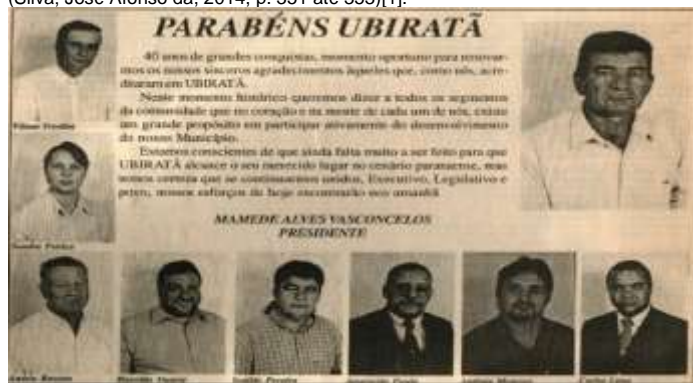 (Silva, José Afonso da, 2014, p. 351 até 353)[1].
PARABÉNS UBIRATÃ
40 anos de grandes conquistas, momento oportuno para renovar-
mos os nossos sinceros agradecimentos àqueles que, como nós, acre-
ditaram em UBIRATÃ.
Neste momento histórico queremos dizer a todos os segmentos
da comunidade que no coração e na mente de cada um de nós, existe
um grande propósito em participar ativamente do desenvolvimento
do nosso Município.
Estamos conscientes de que ainda falta muito a ser feito para que
UBIRATÃ alcance o seu merecido lugar no cenário paranaense, mas
temos certeza que se continuarmos unidos, Executivo, Legislativo e
povo, nossos esforços de hoje encontrarão eco amanhã
MAMEDE ALVES VASCONCELOS
PRESIDENTE
Pereira